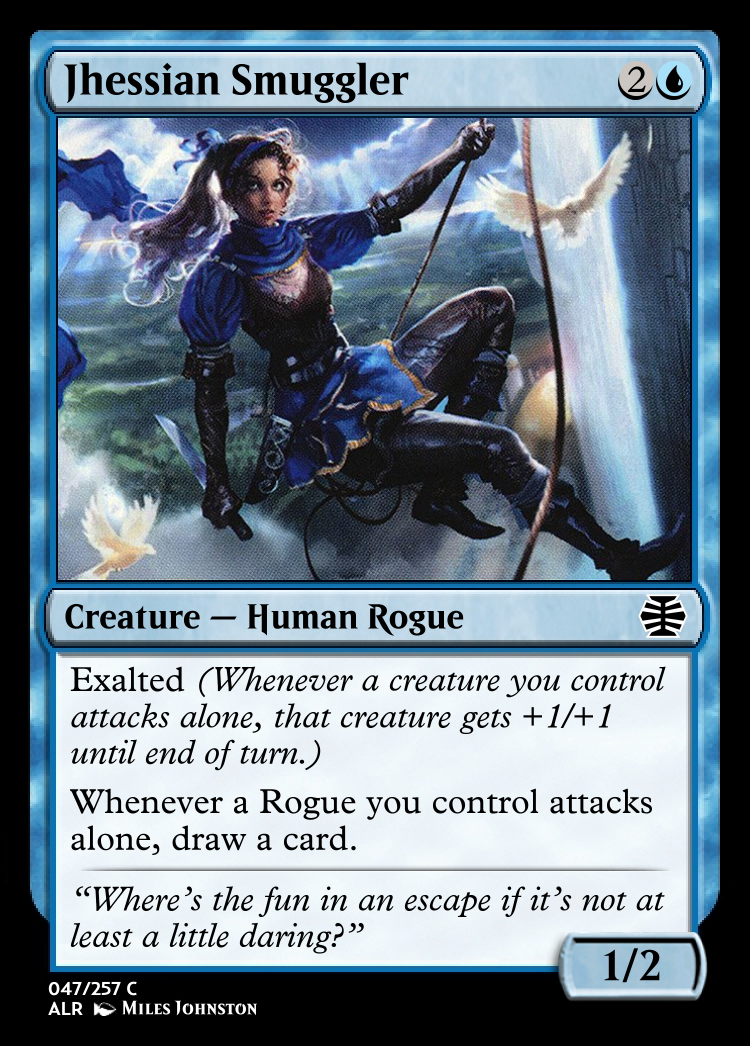 Jhessian Smuggler 2
Creature — Human Rogue
Exalted (Whenever a creature you control
attacks alone, that creature gets +1/+1
until end of turn.)
Whenever a Rogue you control attacks
alone, draw a card.
“Where’s the fun in an escape if it’s not at
least a little daring?”
1/2
047/257 C
ALR Miles Johnston